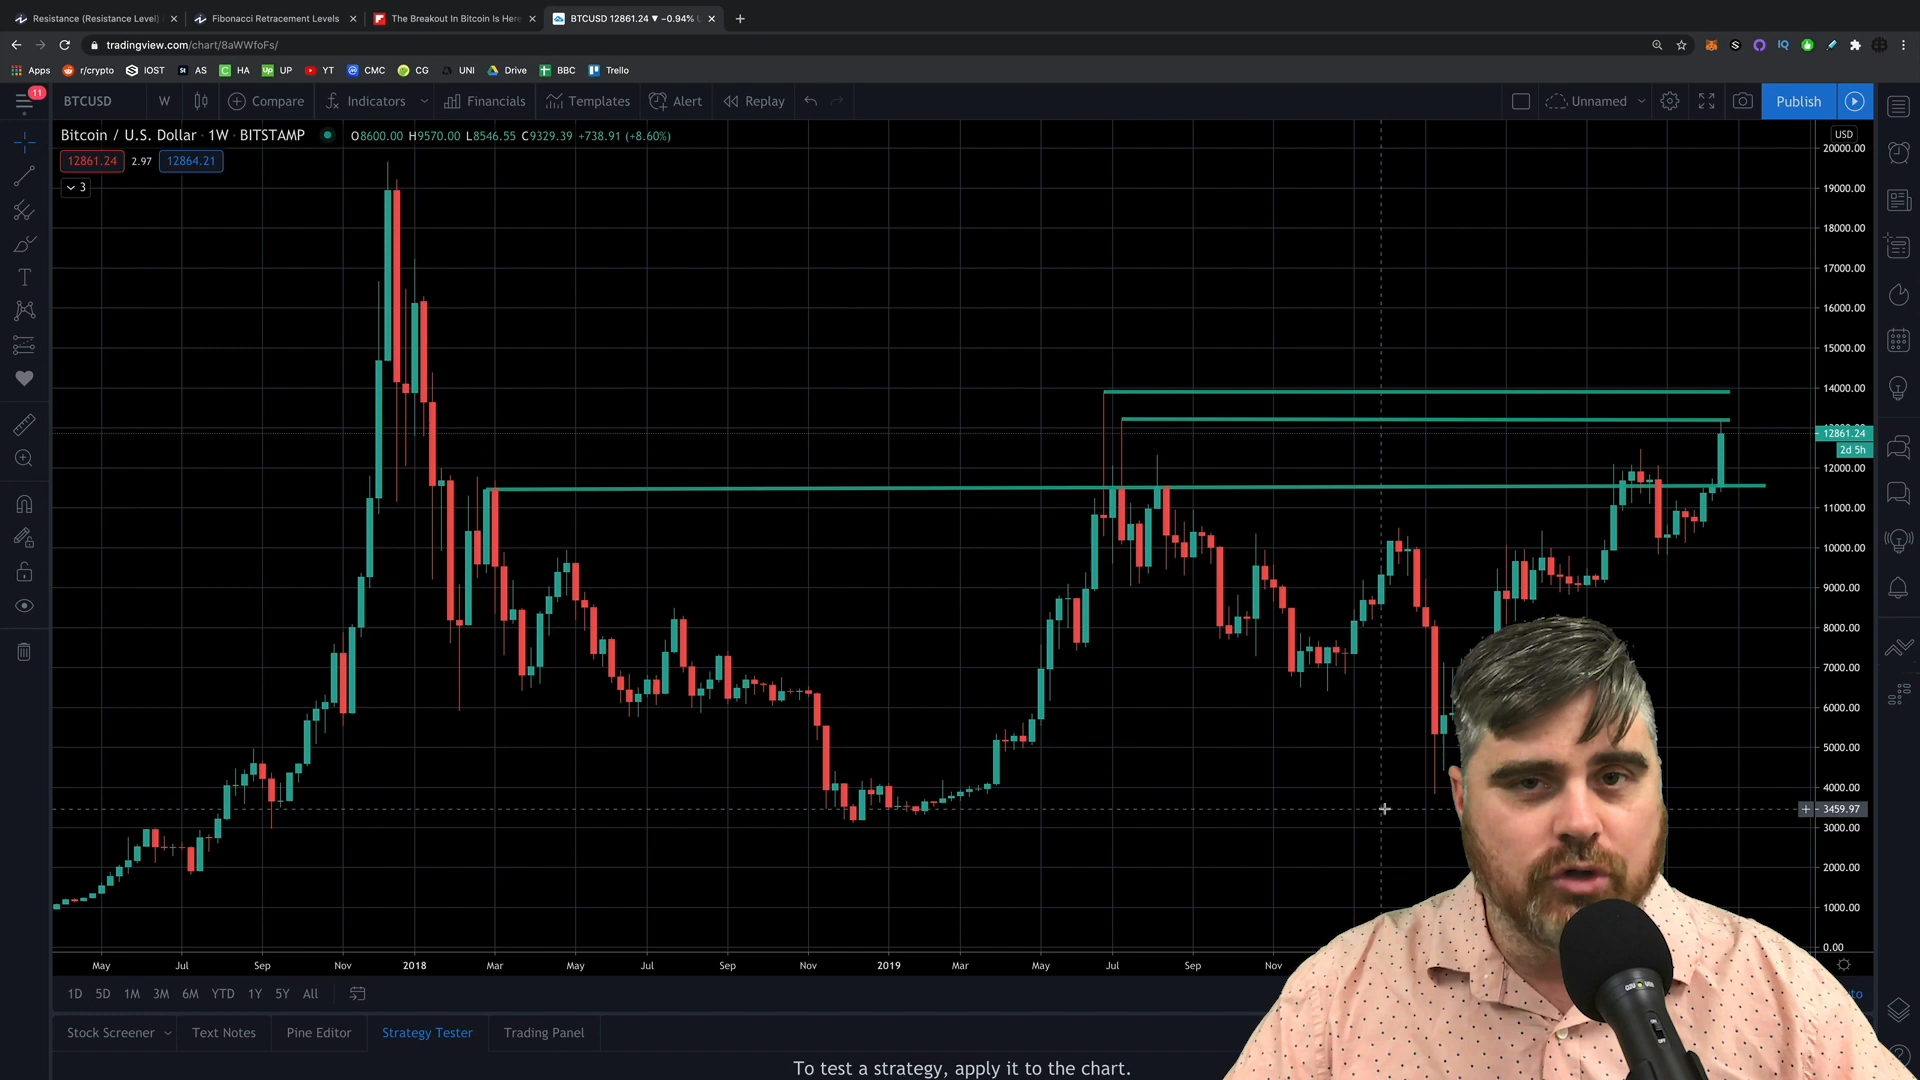 Resistance (Resistance Level)
Fibonacci Retracement Levels
The Breakout In Bitcoin Is Here
BTCUSD 12861.24 ▼ −0.94%
tradingview.com/chart/8aWWfoFs/
Apps r/crypto IOST AS HA UP YT CMC CG UNI Drive BBC Trello
11
BTCUSD W Compare Indicators Financials Templates Alert Replay Unnamed Publish
Bitcoin / U.S. Dollar · 1W · BITSTAMP O8600.00 H9570.00 L8546.55 C9329.39 +738.91 (+8.60%)
USD
12861.24 2.97 12864.21
3
20000.00
19000.00
18000.00
17000.00
16000.00
15000.00
14000.00
12861.24
2d 5h
12000.00
11000.00
10000.00
9000.00
8000.00
7000.00
6000.00
5000.00
4000.00
3459.97
3000.00
2000.00
1000.00
0.00
May Jul Sep Nov 2018 Mar May Jul Sep Nov 2019 Mar May Jul Sep Nov
1D 5D 1M 3M 6M YTD 1Y 5Y All
Stock Screener Text Notes Pine Editor Strategy Tester Trading Panel
To test a strategy, apply it to the chart.